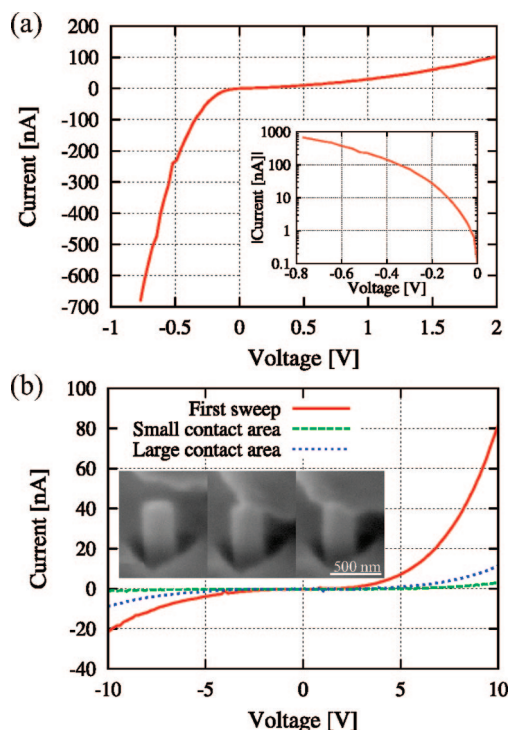 (a)
200
100
0
-100
-200
-300
-400
-500
-600
-700
Current [nA]
-1 -0.5 0 0.5 1 1.5 2
Voltage [V]
1000
100
10
1
0.1
|Current [nA]|
-0.8 -0.6 -0.4 -0.2 0
Voltage [V]
(b)
100
80
60
40
20
0
-20
-40
Current [nA]
First sweep
Small contact area
Large contact area
500 nm
-10 -5 0 5 10
Voltage [V]